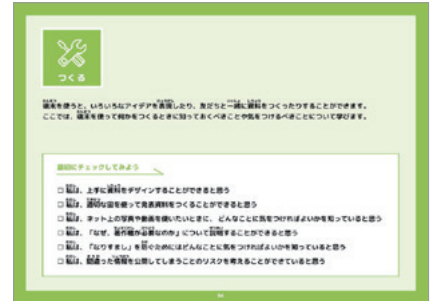 つくる
端末を使うと、いろいろなアイデアを表現したり、友だちと一緒に資料をつくったりすることができます。
ここでは、端末を使って何かをつくるときに知っておくべきことや気をつけるべきことについて学びます。
最初にチェックしてみよう
□ 私は、上手に資料をデザインすることができると思う
□ 私は、適切な図を使って発表資料をつくることができると思う
□ 私は、ネット上の写真や動画を使いたいときに、どんなことに気をつければよいかを知っていると思う
□ 私は、「なぜ、著作権が必要なのか」について説明することができると思う
□ 私は、「なりすまし」を防ぐためにはどんなことに気をつければよいかを知っていると思う
□ 私は、間違った情報を公開してしまうことのリスクを考えることができていると思う